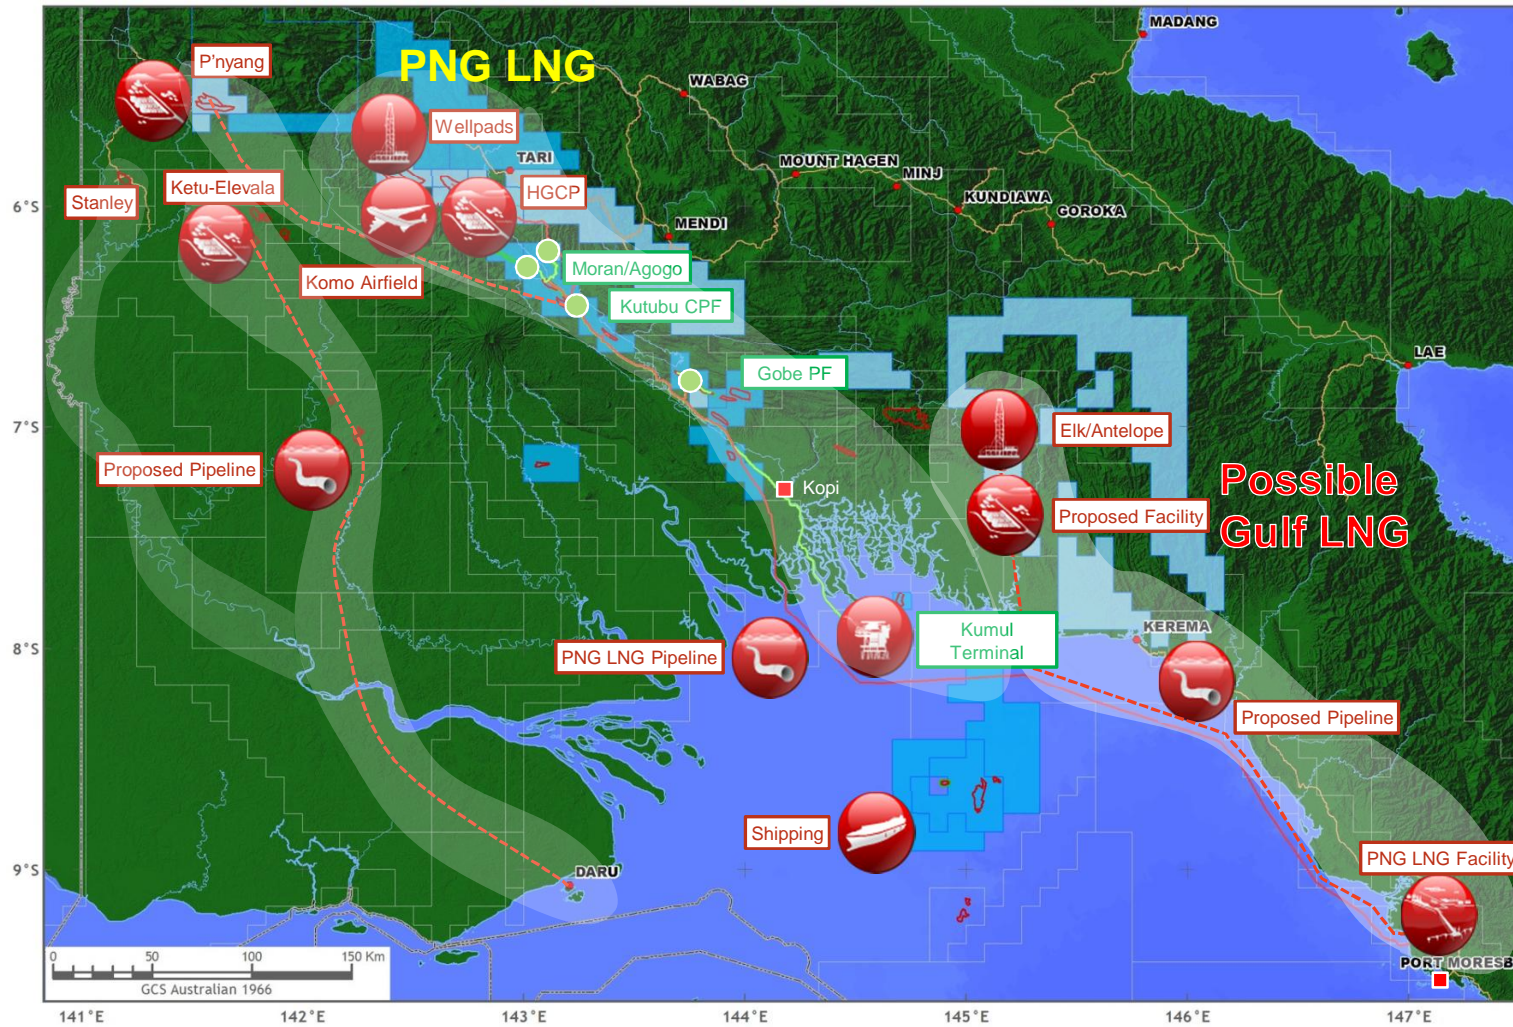 MADANG
P'nyang
PNG LNG
WABAG
Wellpads
TARI
MOUNT HAGEN
MINJ
Ketu-Elevala
HGCP
KUNDIAWA
Stanley
GOROKA
6°S
MENDI
Komo Airfield
Moran/Agogo
Kutubu CPF
LAE
Gobe PF
7°S
Elk/Antelope
Proposed Pipeline
Possible
Gulf LNG
Kopi
Proposed Facility
KEREMA
Kumul
Terminal
8°S
PNG LNG Pipeline
Proposed Pipeline
Shipping
PNG LNG Facility
9°S
DARU
PORT MORESB
0 50 100 150 Km
GCS Australian 1966
141°E 142°E 143°E 144°E 145°E 146°E 147°E